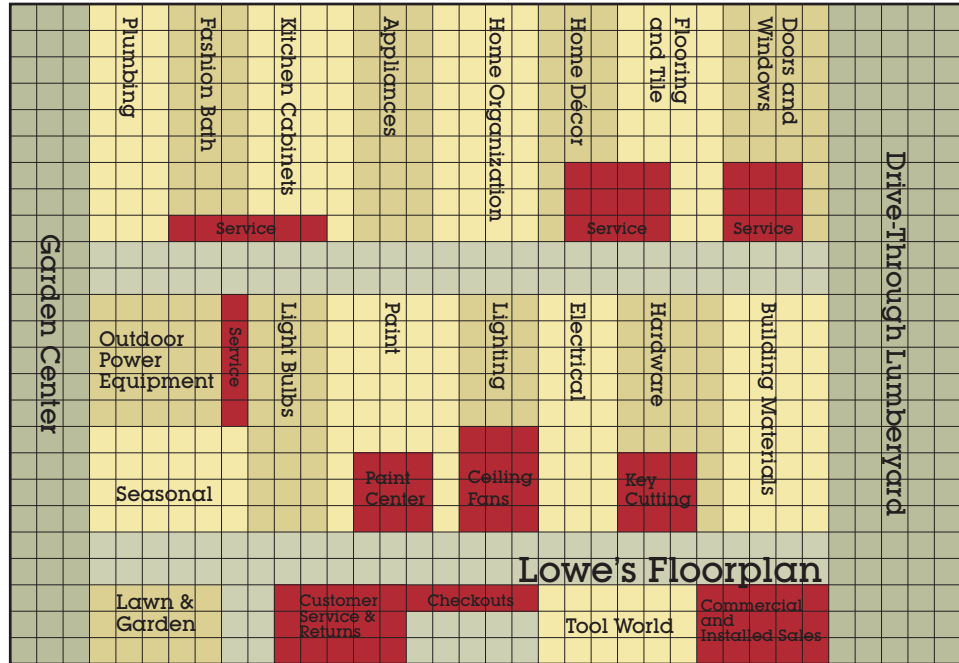 Plumbing
Fashion Bath
Kitchen Cabinets
Appliances
Home Organization
Home Décor
Flooring
and Tile
Doors and
Windows
Service
Service
Service
Garden Center
Drive-Through Lumberyard
Outdoor
Power
Equipment
Service
Light Bulbs
Paint
Lighting
Electrical
Hardware
Building Materials
Seasonal
Paint
Center
Ceiling
Fans
Key
Cutting
Lowe's Floorplan
Lawn &
Garden
Customer
Service &
Returns
Checkouts
Tool World
Commercial
and
Installed Sales